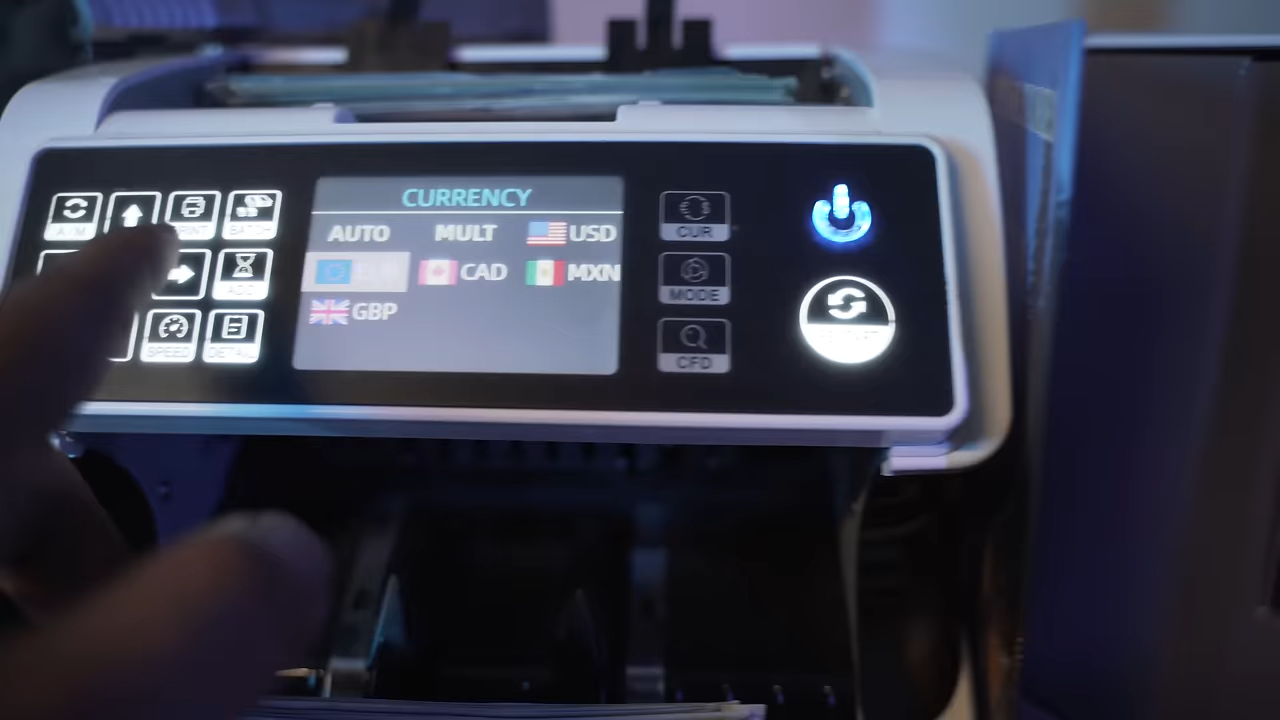 CURRENCY
AUTO MULT USD
CAD MXN
GBP
A/M BATCH
ADD
SPEED DETAIL
CUR
MODE
CFD